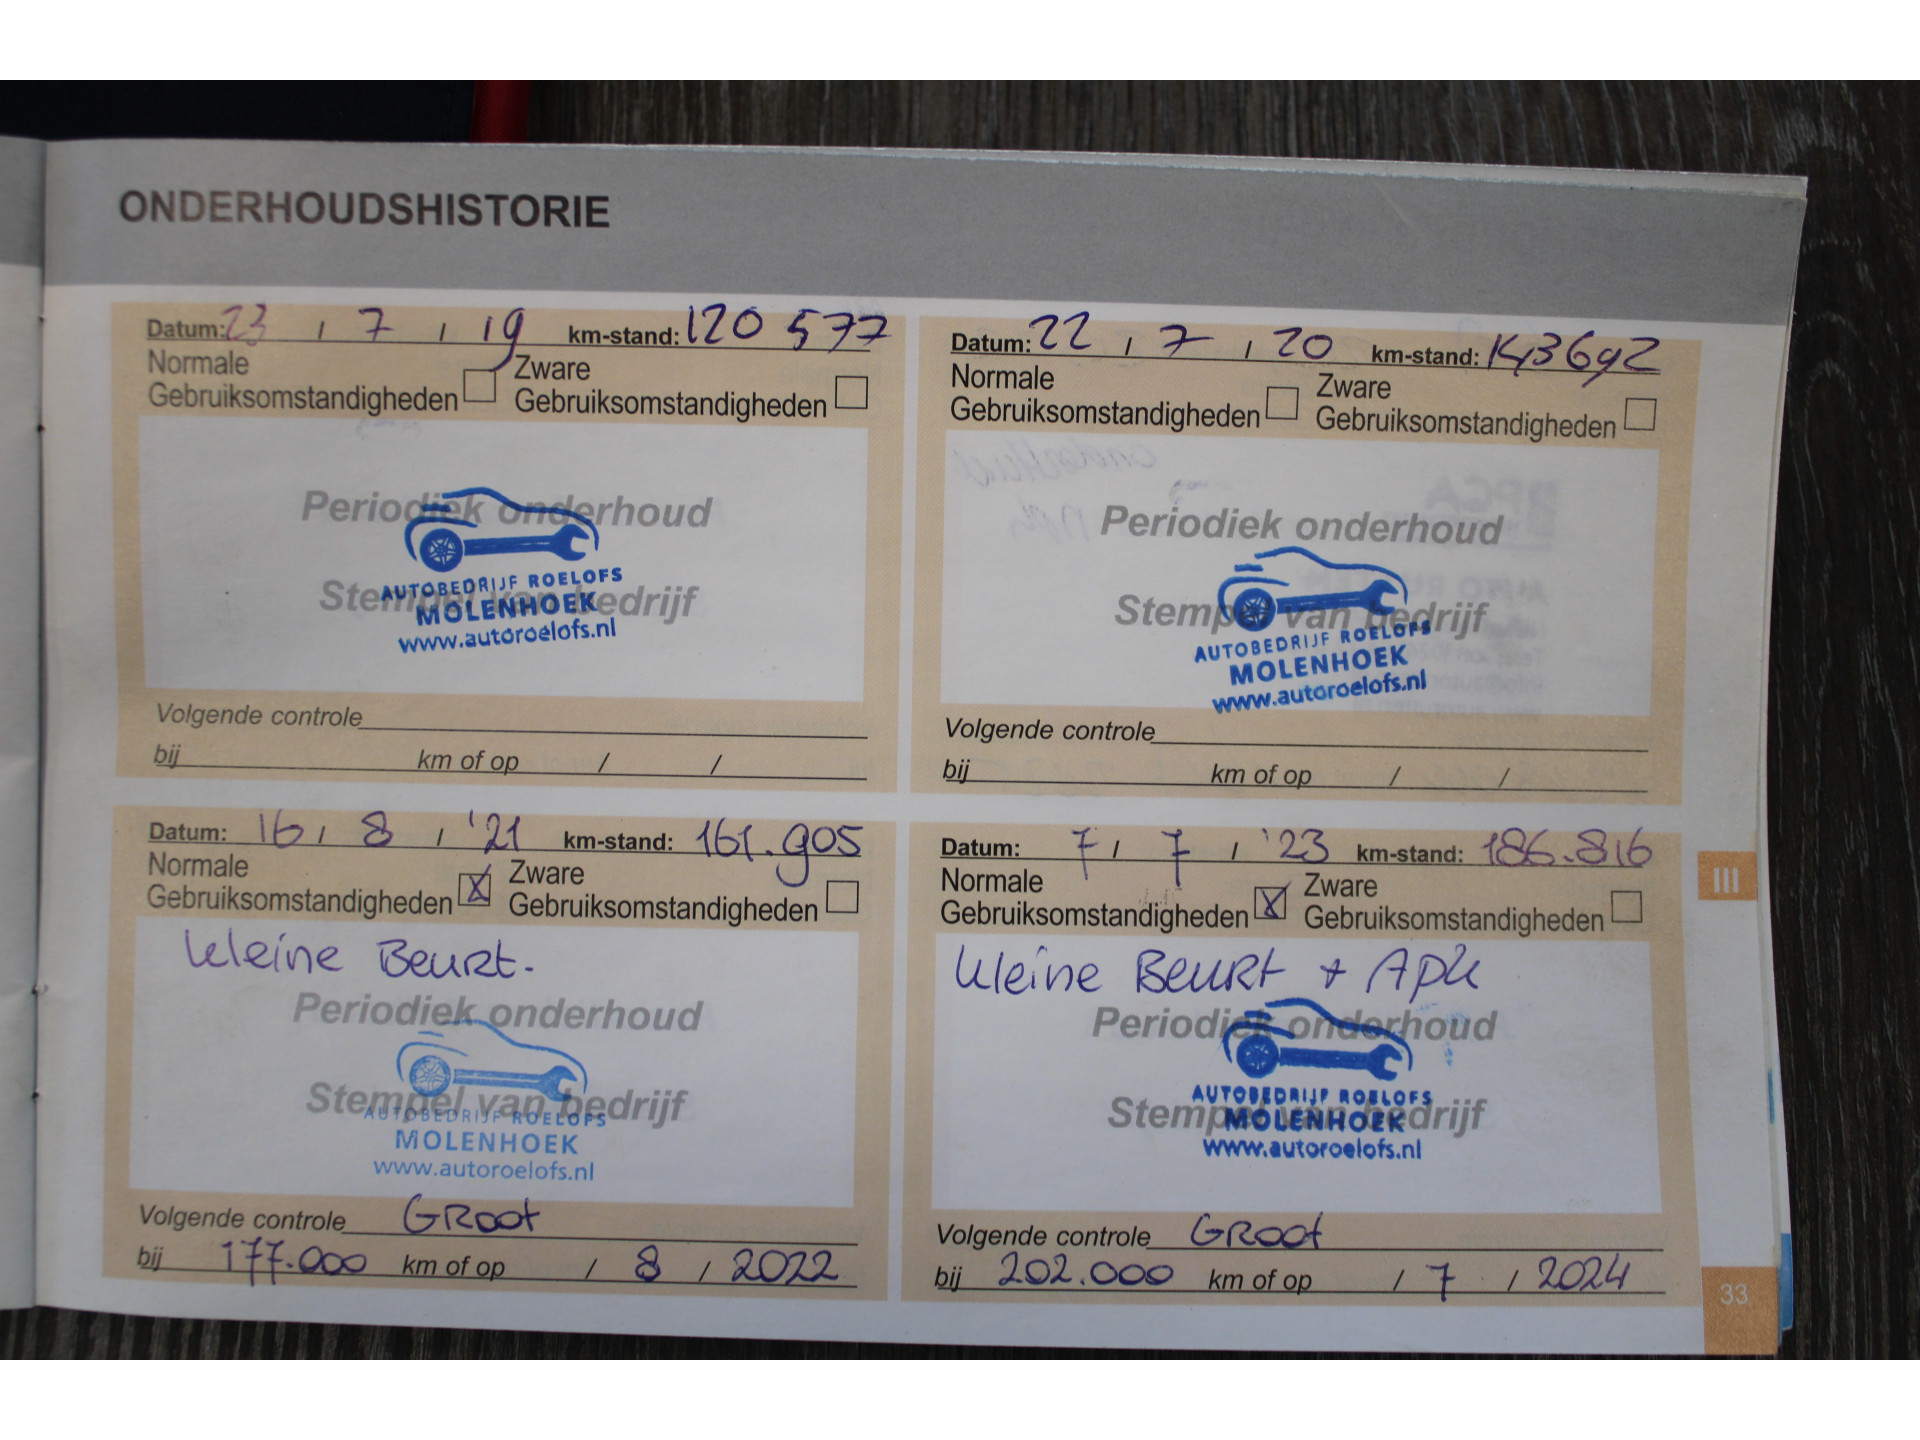 ONDERHOUDSHISTORIE
Datum: 23 / 7 / 19 km-stand: 120 577
Normale Zware
Gebruiksomstandigheden Gebruiksomstandigheden
Periodiek onderhoud
Stempel van bedrijf
AUTOBEDRIJF ROELOFS
MOLENHOEK
www.autoroelofs.nl
Volgende controle
bij km of op / /
Datum: 22 / 7 / 20 km-stand: 143692
Normale Zware
Gebruiksomstandigheden Gebruiksomstandigheden
Periodiek onderhoud
Stempel van bedrijf
AUTOBEDRIJF ROELOFS
MOLENHOEK
www.autoroelofs.nl
Volgende controle
bij km of op / /
Datum: 16 / 8 / '21 km-stand: 161.905
Normale Zware
Gebruiksomstandigheden X Gebruiksomstandigheden
Kleine Beurt.
Periodiek onderhoud
Stempel van bedrijf
AUTOBEDRIJF ROELOFS
MOLENHOEK
www.autoroelofs.nl
Volgende controle Groot
bij 177.000 km of op / 8 / 2022
Datum: 7 / 7 / '23 km-stand: 186.816
Normale Zware
Gebruiksomstandigheden X Gebruiksomstandigheden
Kleine Beurt + Apk
Periodiek onderhoud
Stempel van bedrijf
AUTOBEDRIJF ROELOFS
MOLENHOEK
www.autoroelofs.nl
Volgende controle Groot
bij 202.000 km of op / 7 / 2024
III
33